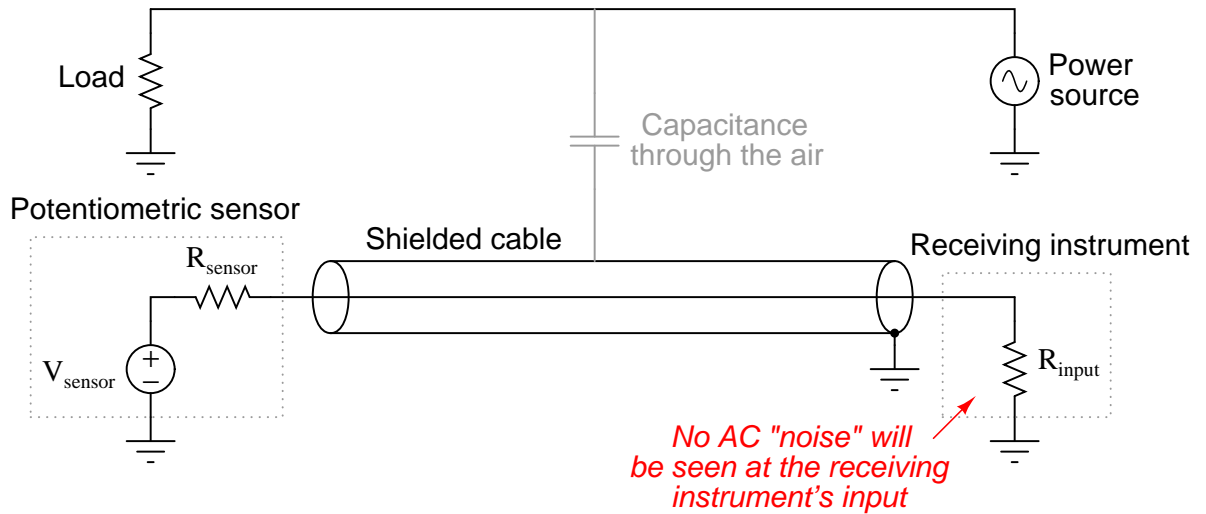 Load
Power
source
Capacitance
through the air
Potentiometric sensor
Shielded cable
Receiving instrument
Rsensor
+
−
Vsensor
Rinput
No AC "noise" will
be seen at the receiving
instrument's input